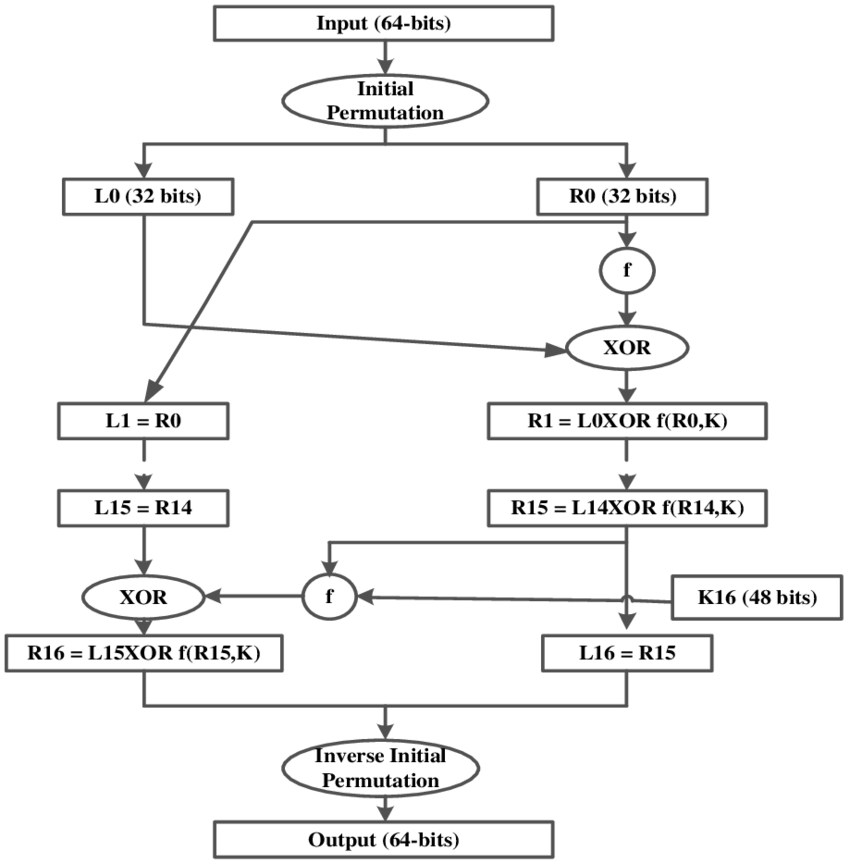 Input (64-bits)
Initial
Permutation
L0 (32 bits)
R0 (32 bits)
f
XOR
L1 = R0
R1 = L0XOR f(R0,K)
L15 = R14
R15 = L14XOR f(R14,K)
XOR
f
K16 (48 bits)
R16 = L15XOR f(R15,K)
L16 = R15
Inverse Initial
Permutation
Output (64-bits)